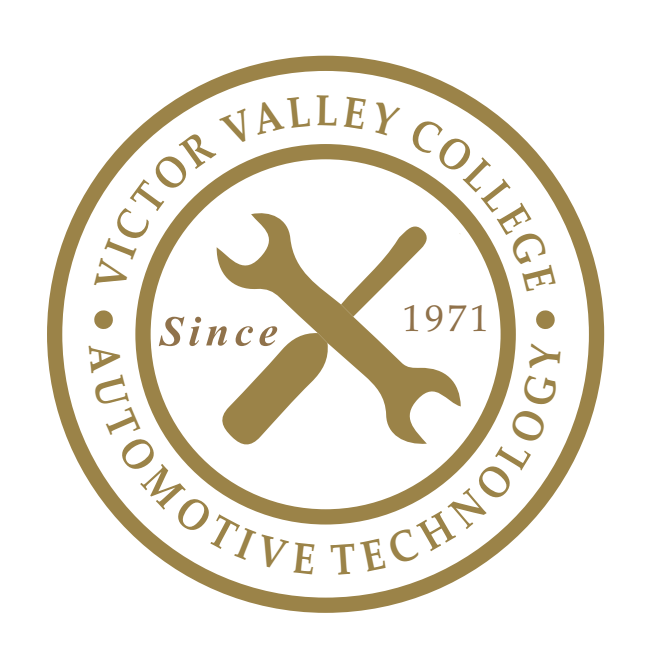 • VICTOR VALLEY COLLEGE •
Since 1971
AUTOMOTIVE TECHNOLOGY